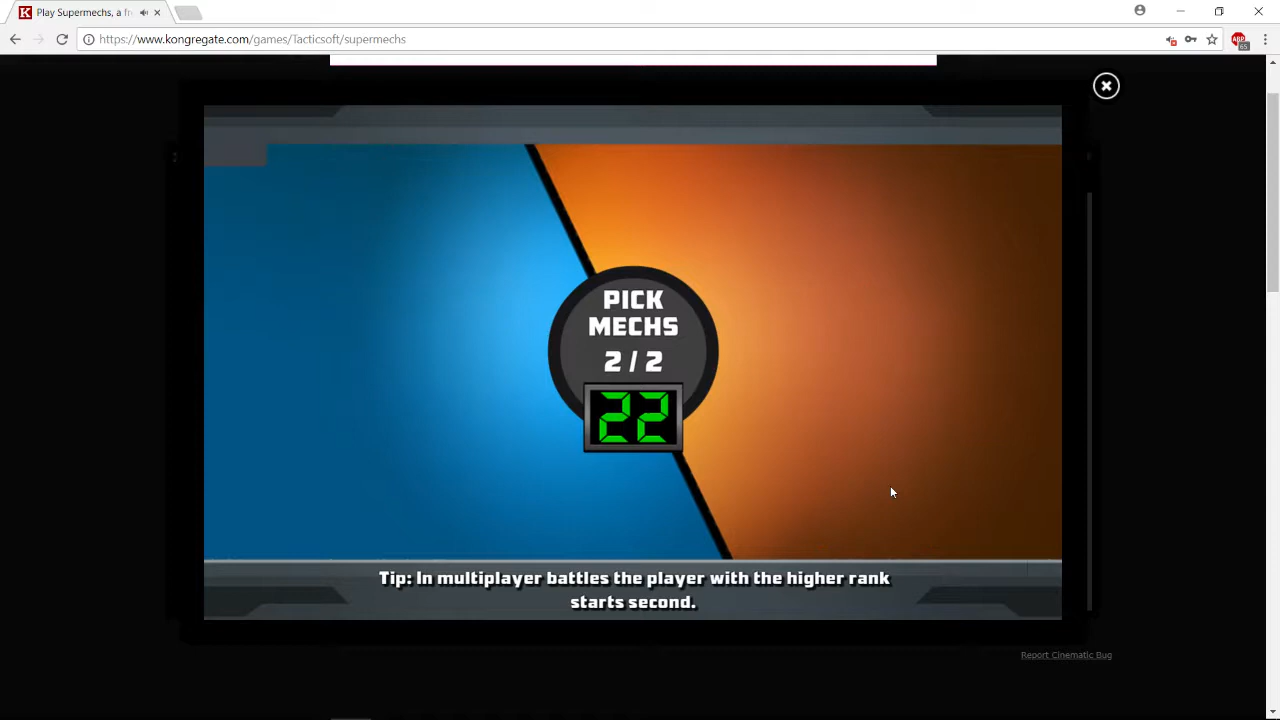 Play Supermechs, a fr
https://www.kongregate.com/games/Tacticsoft/supermechs
65
PICK
MECHS
2 / 2
22
Tip: In multiplayer battles the player with the higher rank
starts second.
Report Cinematic Bug